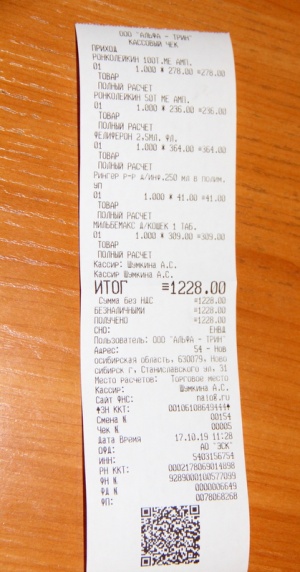 ООО "АЛЬФА - ТРИН"
КАССОВЫЙ ЧЕК
ПРИХОД
РОНКОЛЕЙКИН 100Т.МЕ АМП.
01 1.000 * 278.00 =278.00
ТОВАР
ПОЛНЫЙ РАСЧЕТ
РОНКОЛЕЙКИН 50Т МЕ АМП.
01 1.000 * 236.00 =236.00
ТОВАР
ПОЛНЫЙ РАСЧЕТ
ФЕЛИФЕРОН 2,5МЛ. ФЛ.
01 1.000 * 364.00 =364.00
ТОВАР
ПОЛНЫЙ РАСЧЕТ
Рингер р-р д/инф.250 мл в полим.
уп
01 1.000 * 41.00 =41.00
ТОВАР
ПОЛНЫЙ РАСЧЕТ
МИЛЬБЕМАКС Д/КОШЕК 1 ТАБ.
01 1.000 * 309.00 =309.00
ТОВАР
ПОЛНЫЙ РАСЧЕТ
Кассир: Шумкина А.С.
Кассир Шумкина А.С.
ИТОГ =1228.00
Сумма без НДС =1228.00
БЕЗНАЛИЧНЫМИ =1228.00
ПОЛУЧЕНО =1228.00
СНО: ЕНВД
Пользователь: ООО "АЛЬФА - ТРИН"
Адрес: 54 - Нов
осибирская область, 630079, Ново
сибирск г, Станиславского ул, 31
Место расчетов: Торговое место
Кассир: Шумкина А.С.
Сайт ФНС: nalog.ru
ЗН ККТ: 00106108649444
Смена N 00154
Чек N 00005
Дата Время 17.10.19 11:28
ОФД: АО "ЭСК"
ИНН: 5403156754
РН ККТ: 0002178069014898
ФН N 9289000100577099
ФД N 0000006649
ФП: 0078068268